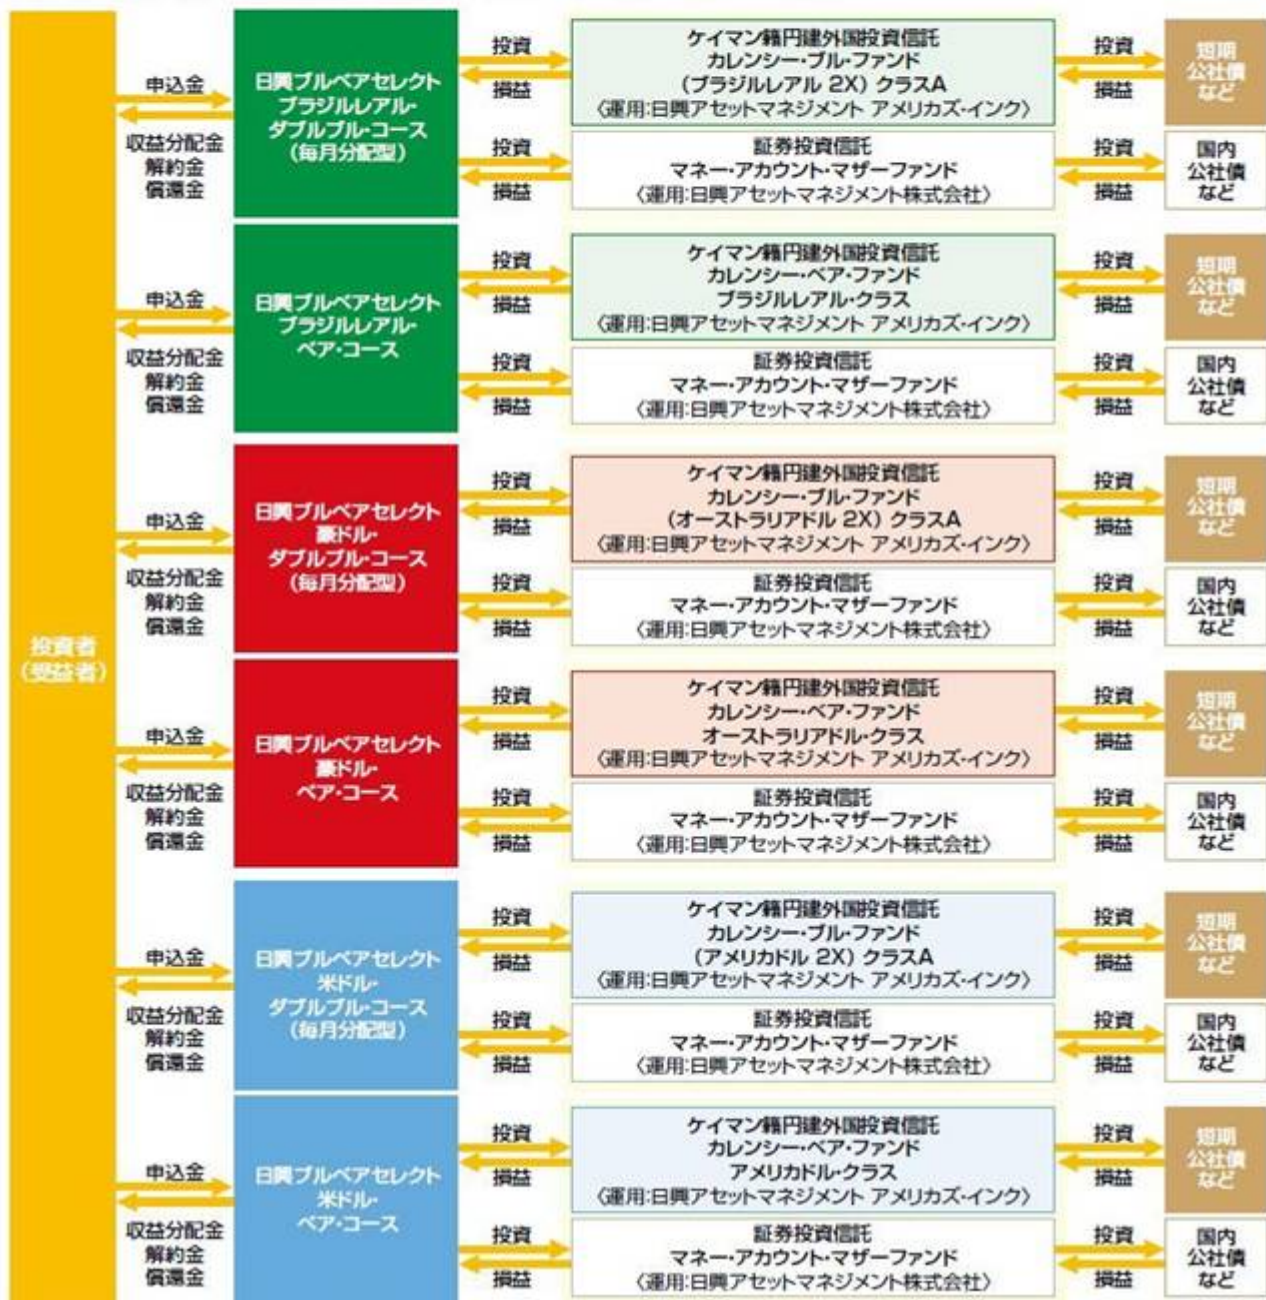 投資者
(受益者)
申込金
収益分配金
解約金
償還金
日興ブルベアセレクト
ブラジルレアル・
ダブルブル・コース
(毎月分配型)
投資
損益
ケイマン籍円建外国投資信託
カレンシー・ブル・ファンド
(ブラジルレアル 2X) クラスA
〈運用:日興アセットマネジメント アメリカズ・インク〉
投資
損益
短期
公社債
など
投資
損益
証券投資信託
マネー・アカウント・マザーファンド
〈運用:日興アセットマネジメント株式会社〉
投資
損益
国内
公社債
など
申込金
収益分配金
解約金
償還金
日興ブルベアセレクト
ブラジルレアル・
ベア・コース
投資
損益
ケイマン籍円建外国投資信託
カレンシー・ベア・ファンド
ブラジルレアル・クラス
〈運用:日興アセットマネジメント アメリカズ・インク〉
投資
損益
短期
公社債
など
投資
損益
証券投資信託
マネー・アカウント・マザーファンド
〈運用:日興アセットマネジメント株式会社〉
投資
損益
国内
公社債
など
申込金
収益分配金
解約金
償還金
日興ブルベアセレクト
豪ドル・
ダブルブル・コース
(毎月分配型)
投資
損益
ケイマン籍円建外国投資信託
カレンシー・ブル・ファンド
(オーストラリアドル 2X) クラスA
〈運用:日興アセットマネジメント アメリカズ・インク〉
投資
損益
短期
公社債
など
投資
損益
証券投資信託
マネー・アカウント・マザーファンド
〈運用:日興アセットマネジメント株式会社〉
投資
損益
国内
公社債
など
申込金
収益分配金
解約金
償還金
日興ブルベアセレクト
豪ドル・
ベア・コース
投資
損益
ケイマン籍円建外国投資信託
カレンシー・ベア・ファンド
オーストラリアドル・クラス
〈運用:日興アセットマネジメント アメリカズ・インク〉
投資
損益
短期
公社債
など
投資
損益
証券投資信託
マネー・アカウント・マザーファンド
〈運用:日興アセットマネジメント株式会社〉
投資
損益
国内
公社債
など
申込金
収益分配金
解約金
償還金
日興ブルベアセレクト
米ドル・
ダブルブル・コース
(毎月分配型)
投資
損益
ケイマン籍円建外国投資信託
カレンシー・ブル・ファンド
(アメリカドル 2X) クラスA
〈運用:日興アセットマネジメント アメリカズ・インク〉
投資
損益
短期
公社債
など
投資
損益
証券投資信託
マネー・アカウント・マザーファンド
〈運用:日興アセットマネジメント株式会社〉
投資
損益
国内
公社債
など
申込金
収益分配金
解約金
償還金
日興ブルベアセレクト
米ドル・
ベア・コース
投資
損益
ケイマン籍円建外国投資信託
カレンシー・ベア・ファンド
アメリカドル・クラス
〈運用:日興アセットマネジメント アメリカズ・インク〉
投資
損益
短期
公社債
など
投資
損益
証券投資信託
マネー・アカウント・マザーファンド
〈運用:日興アセットマネジメント株式会社〉
投資
損益
国内
公社債
など